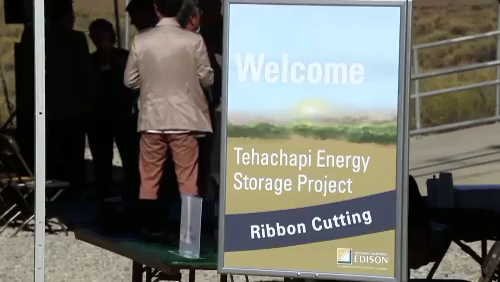 Welcome
Tehachapi Energy
Storage Project
Ribbon Cutting
EDISON